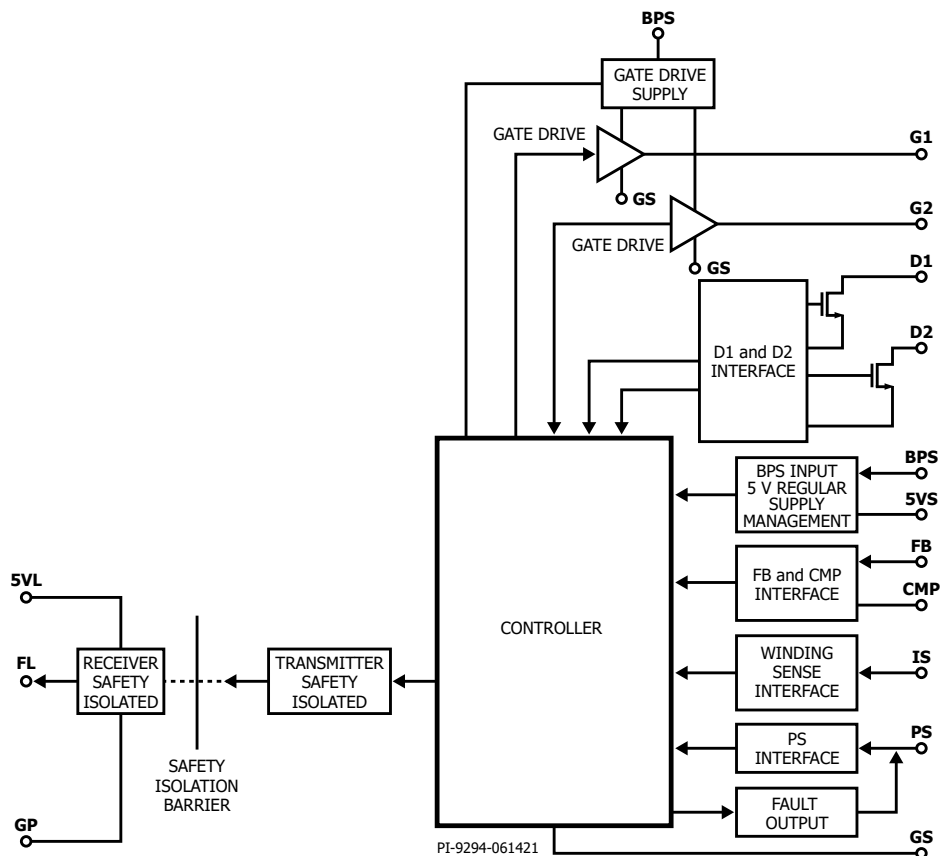 BPS
GATE DRIVE
SUPPLY
GATE DRIVE
G1
GS
G2
GATE DRIVE
GS
D1
D1 and D2
INTERFACE
D2
BPS INPUT
5 V REGULAR
SUPPLY
MANAGEMENT
BPS
5VS
FB and CMP
INTERFACE
FB
CMP
5VL
CONTROLLER
FL
RECEIVER
SAFETY
ISOLATED
TRANSMITTER
SAFETY
ISOLATED
WINDING
SENSE
INTERFACE
IS
SAFETY
ISOLATION
BARRIER
PS
INTERFACE
PS
GP
FAULT
OUTPUT
GS
PI-9294-061421